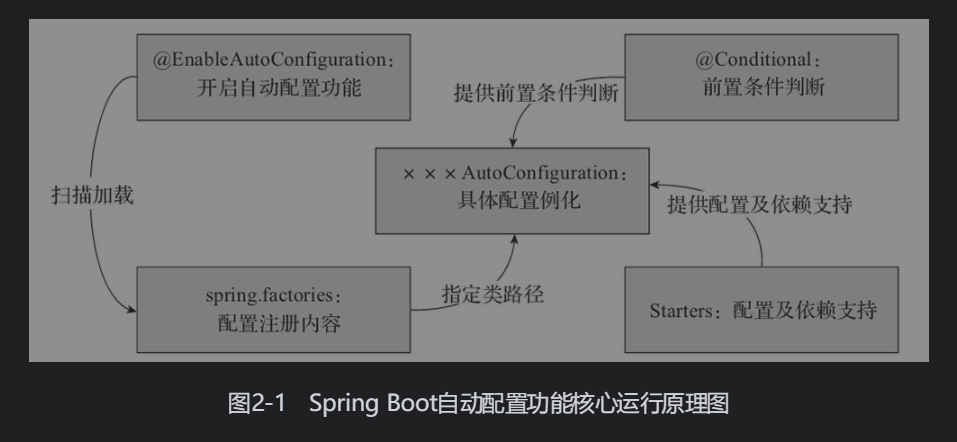 @EnableAutoConfiguration：
开启自动配置功能
@Conditional：
前置条件判断
提供前置条件判断
扫描加载
×××AutoConfiguration：
具体配置例化
提供配置及依赖支持
spring.factories：
配置注册内容
指定类路径
Starters：配置及依赖支持
图2-1 Spring Boot自动配置功能核心运行原理图